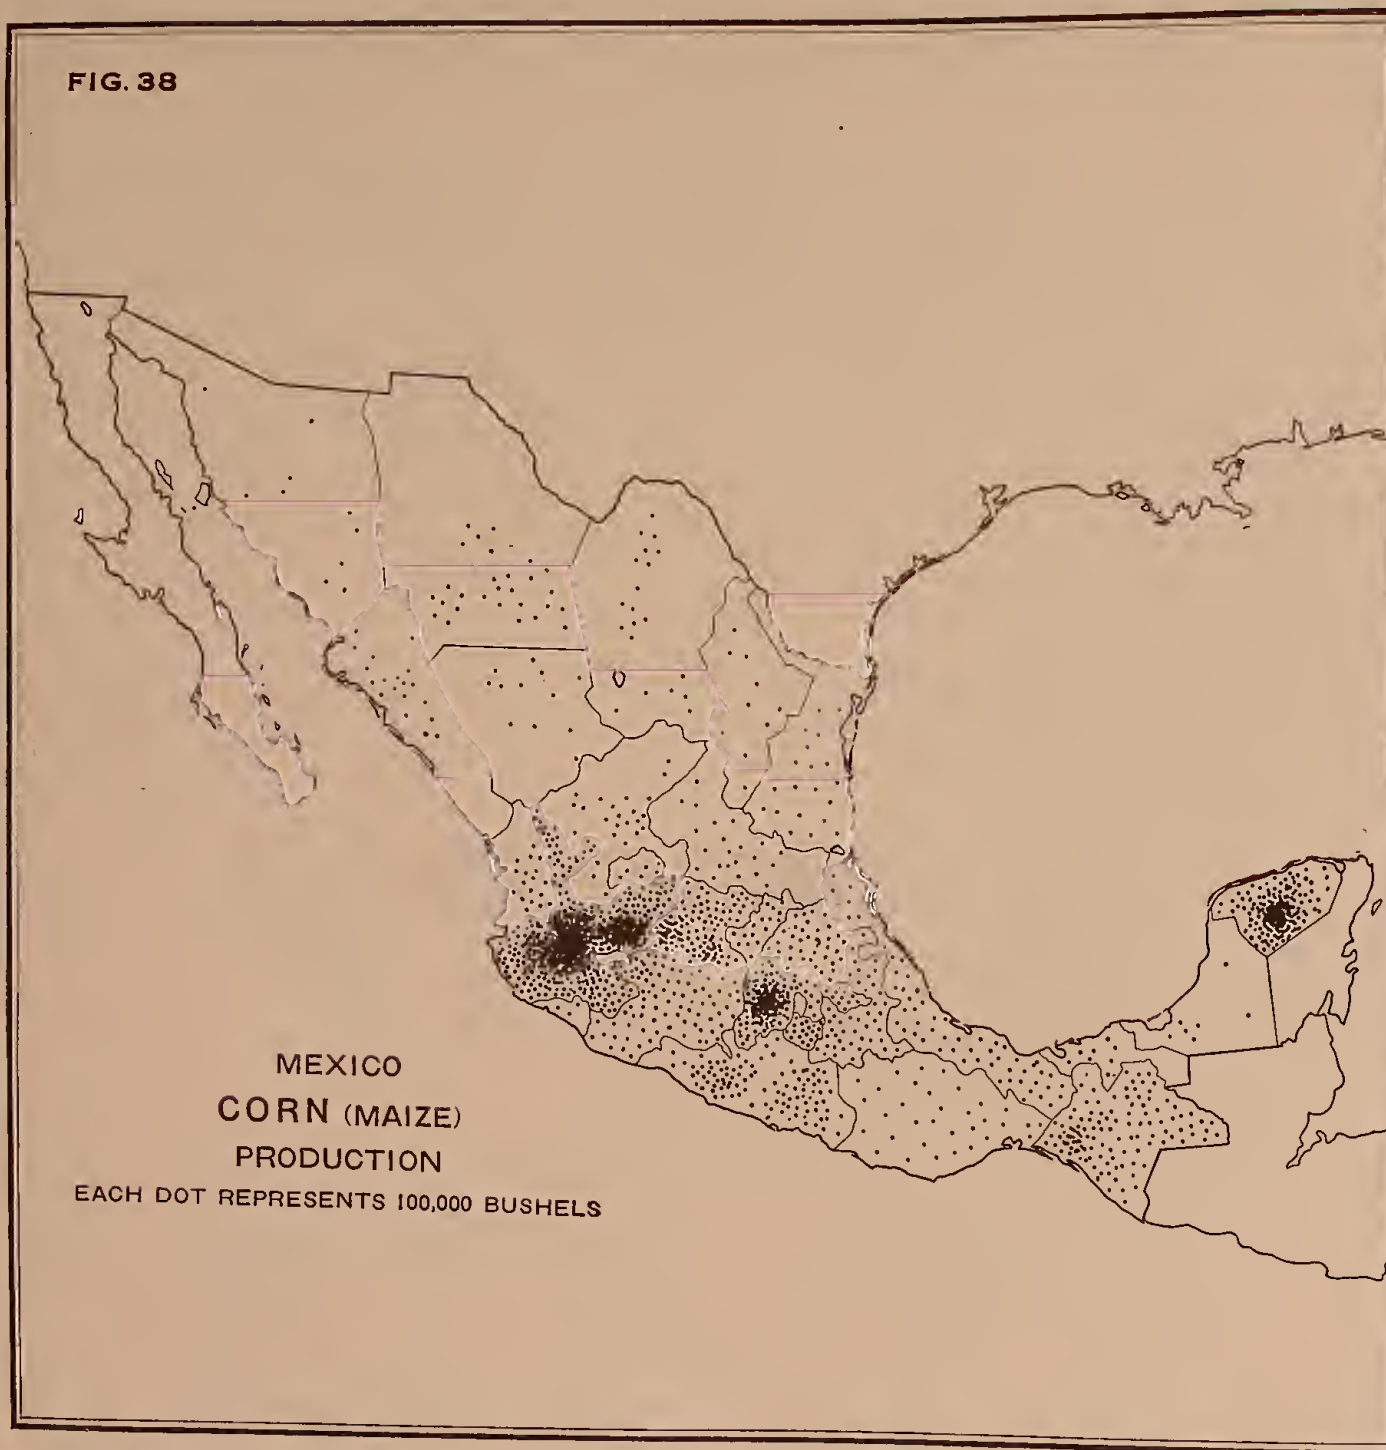 FIG. 38
MEXICO
CORN (MAIZE)
PRODUCTION
EACH DOT REPRESENTS 100,000 BUSHELS